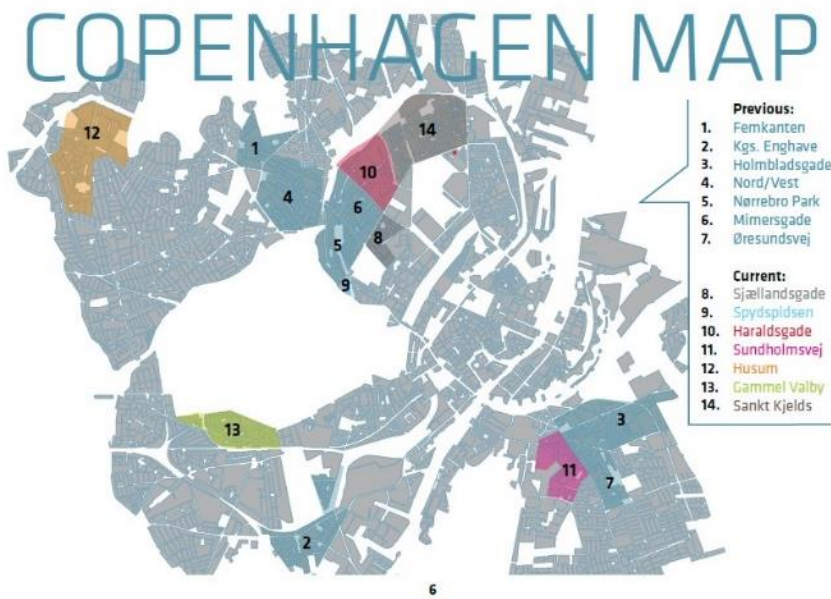 COPENHAGEN MAP
Previous:
1. Femkanten
2. Kgs. Enghave
3. Holmbladsgade
4. Nord/Vest
5. Nørrebro Park
6. Mimersgade
7. Øresundsvej
Current:
8. Sjællandsgade
9. Spydspidsen
10. Haraldsgade
11. Sundholmsvej
12. Husum
13. Gammel Valby
14. Sankt Kjelds
12
14
1
10
4
6
8
5
9
3
13
11
7
2
6